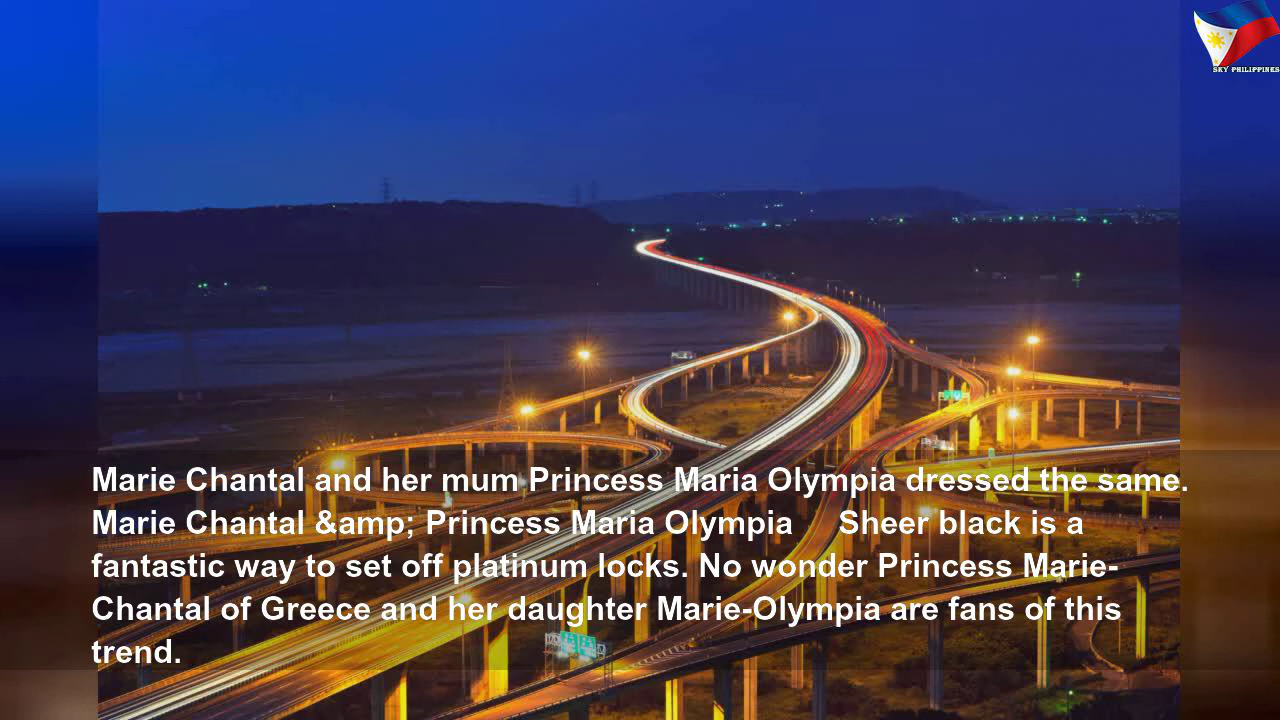 SKY PHILIPPINES
Marie Chantal and her mum Princess Maria Olympia dressed the same.
Marie Chantal &amp; Princess Maria Olympia     Sheer black is a
fantastic way to set off platinum locks. No wonder Princess Marie-
Chantal of Greece and her daughter Marie-Olympia are fans of this
trend.